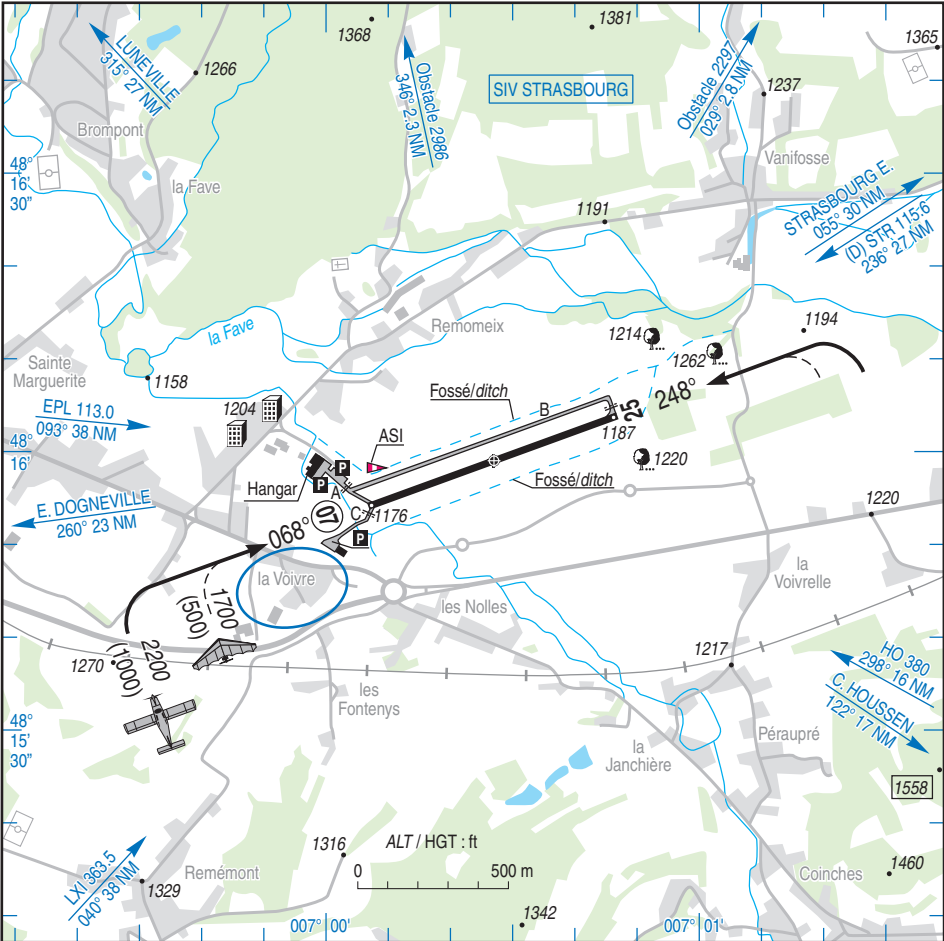 1368
1381
1365
LUNEVILLE
315° 27 NM
1266
Obstacle 2986
346° 2.3 NM
SIV STRASBOURG
Obstacle 2297
029° 2.8 NM
1237
Brompont
Vanifosse
48°
16'
30"
la Fave
STRASBOURG E.
055° 30 NM
(D) STR 115.6
236° 27 NM
1191
la Fave
Remomeix
1214
1194
1262
Sainte
Marguerite
1158
Fossé/ditch
B
25
248°
1204
EPL 113.0
093° 38 NM
ASI
1187
48°
16'
P
1220
Hangar
P
A
Fossé/ditch
C
1176
07
068°
P
E. DOGNEVILLE
260° 23 NM
1220
la Voivre
la
Voivrelle
1700
(500)
les Nolles
2200
(1000)
1270
1217
HO 380
298° 16 NM
C. HOUSSEN
122° 17 NM
les
Fontenys
48°
15'
30"
Péraupré
la
Janchière
1558
1316
ALT / HGT : ft
0
500 m
Remémont
LXI 363.5
040° 38 NM
1329
Coinches
1460
1342
007° 00'
007° 01'